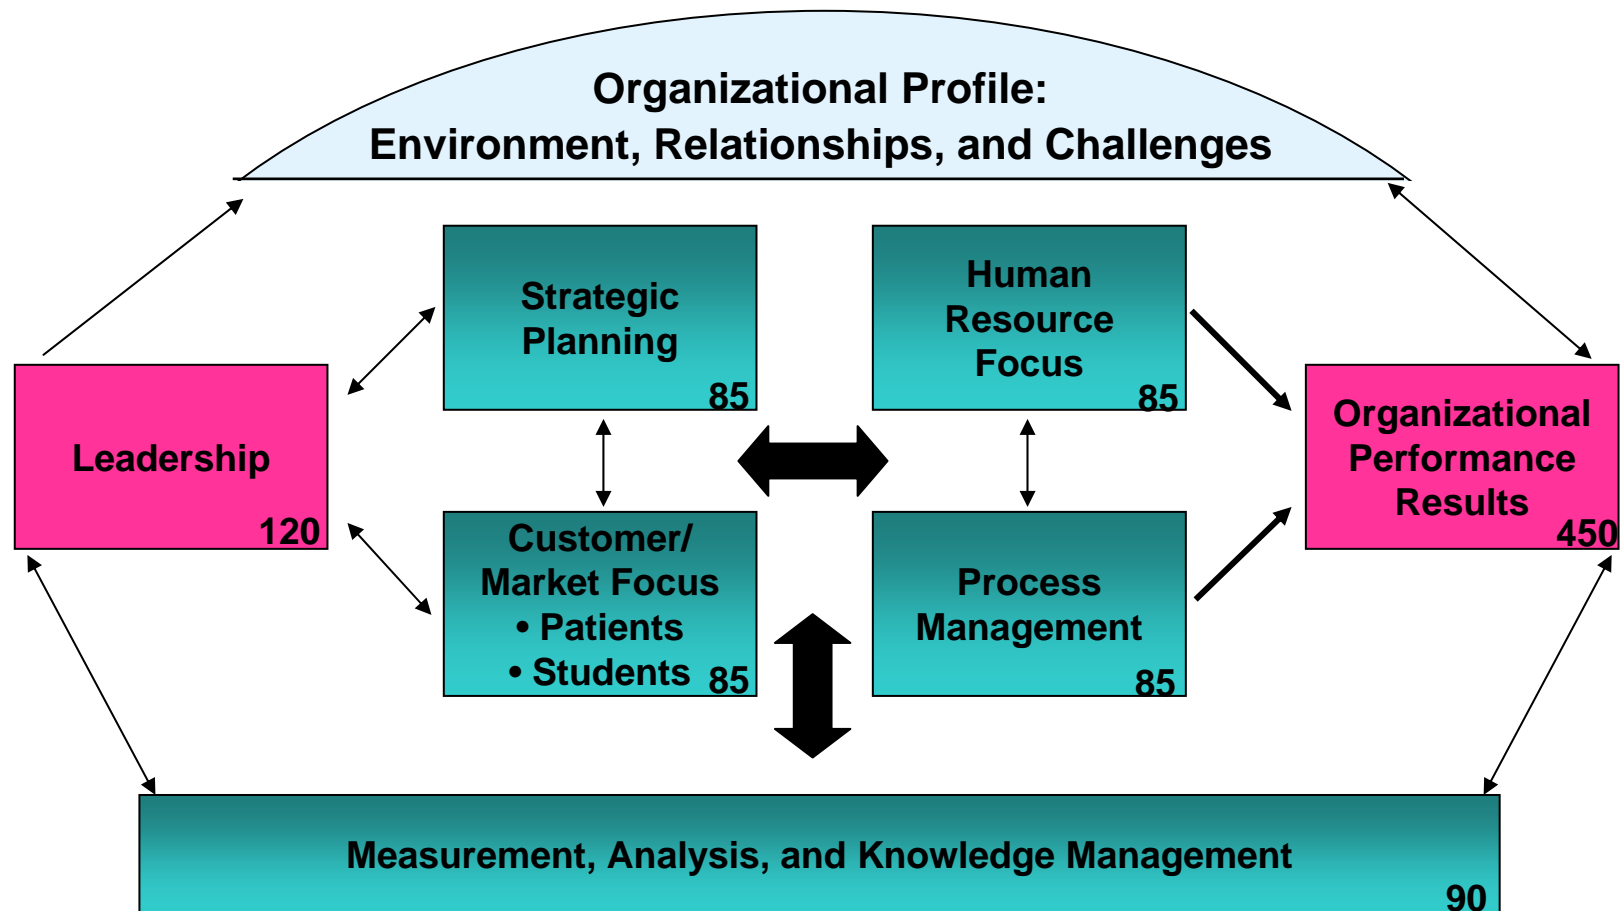 Organizational Profile:
Environment, Relationships, and Challenges
Strategic
Planning
85
Human
Resource
Focus
85
Leadership
120
Organizational
Performance
Results
450
Customer/
Market Focus
• Patients
• Students
85
Process
Management
85
Measurement, Analysis, and Knowledge Management
90